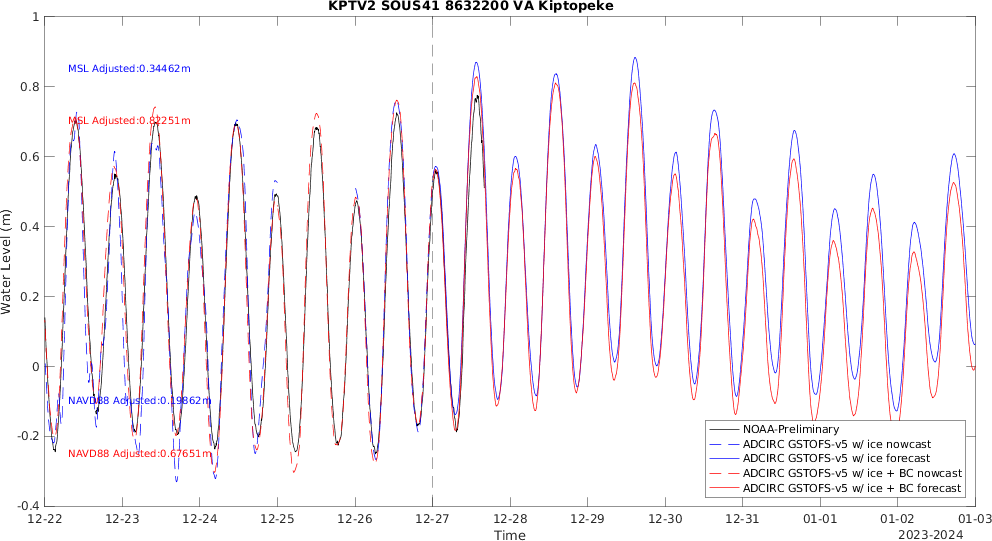 KPTV2 SOUS41 8632200 VA Kiptopeke
Water Level (m)
1
0.8
0.6
0.4
0.2
0
-0.2
-0.4
MSL Adjusted:0.34462m
MSL Adjusted:0.82251m
NAVD88 Adjusted:0.19862m
NAVD88 Adjusted:0.67651m
NOAA-Preliminary
ADCIRC GSTOFS-v5 w/ ice nowcast
ADCIRC GSTOFS-v5 w/ ice forecast
ADCIRC GSTOFS-v5 w/ ice + BC nowcast
ADCIRC GSTOFS-v5 w/ ice + BC forecast
12-22 12-23 12-24 12-25 12-26 12-27 12-28 12-29 12-30 12-31 01-01 01-02 01-03
Time
2023-2024